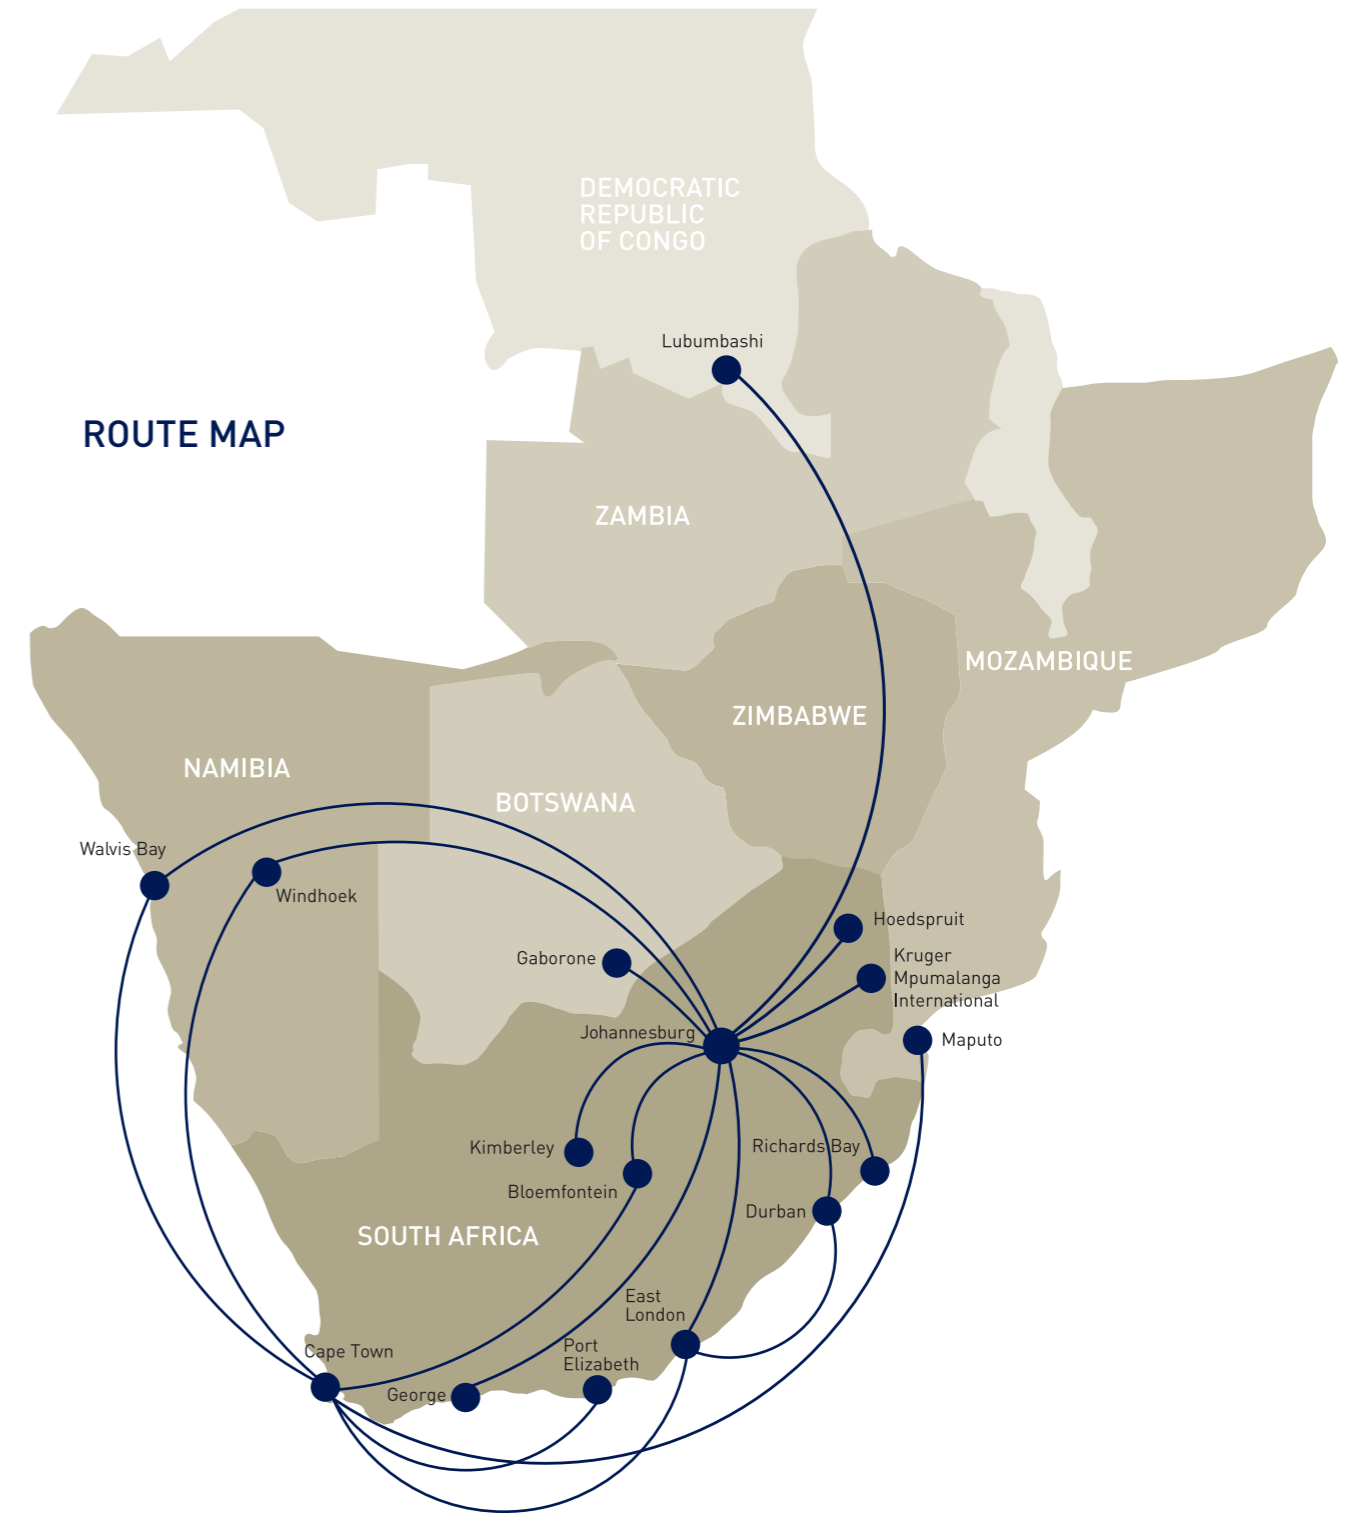 DEMOCRATIC
REPUBLIC
OF CONGO
Lubumbashi
ROUTE MAP
ZAMBIA
MOZAMBIQUE
ZIMBABWE
NAMIBIA
BOTSWANA
Walvis Bay
Windhoek
Hoedspruit
Gaborone
Kruger
Mpumalanga
International
Johannesburg
Maputo
Kimberley
Richards Bay
Bloemfontein
Durban
SOUTH AFRICA
East
London
Cape Town
Port
Elizabeth
George